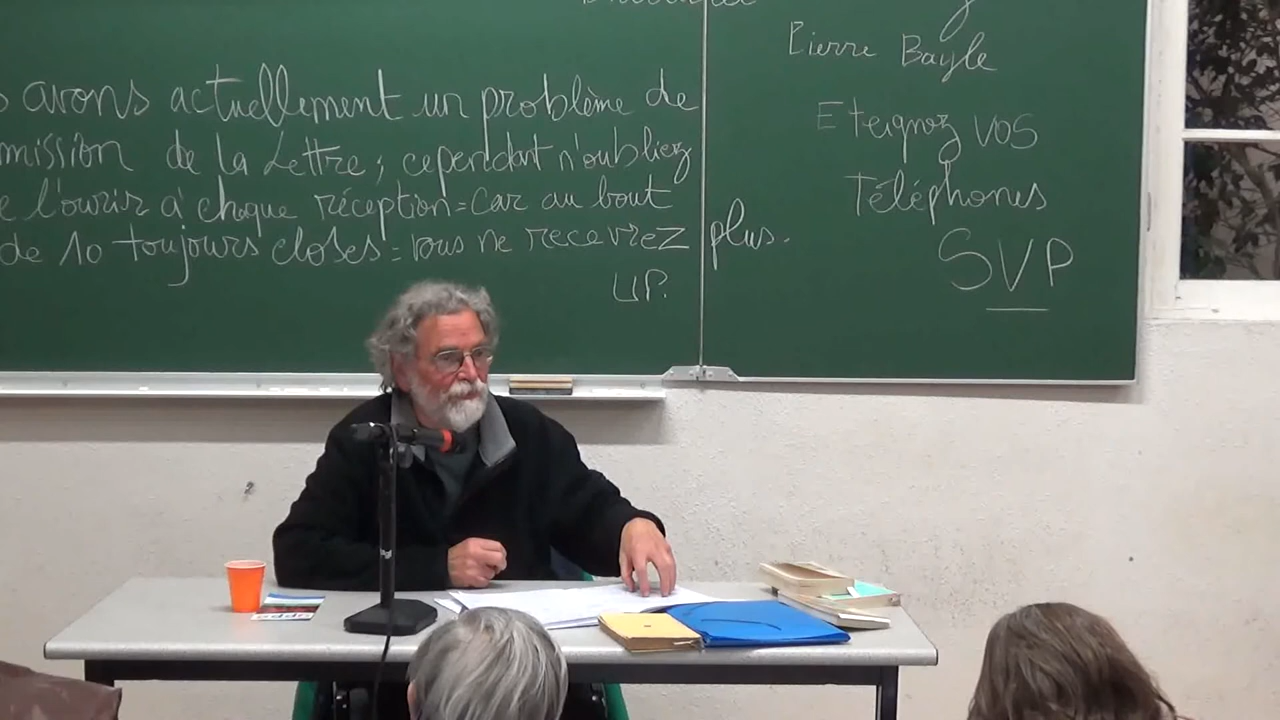 Pierre Bayle
avons actuellement un problème de
mission de la Lettre ; cependant n'oubliez
l'ouvrir à chaque réception = car au bout
de 10 toujours closes = vous ne recevrez plus.
UP.
Eteignez vos
Téléphones
SVP